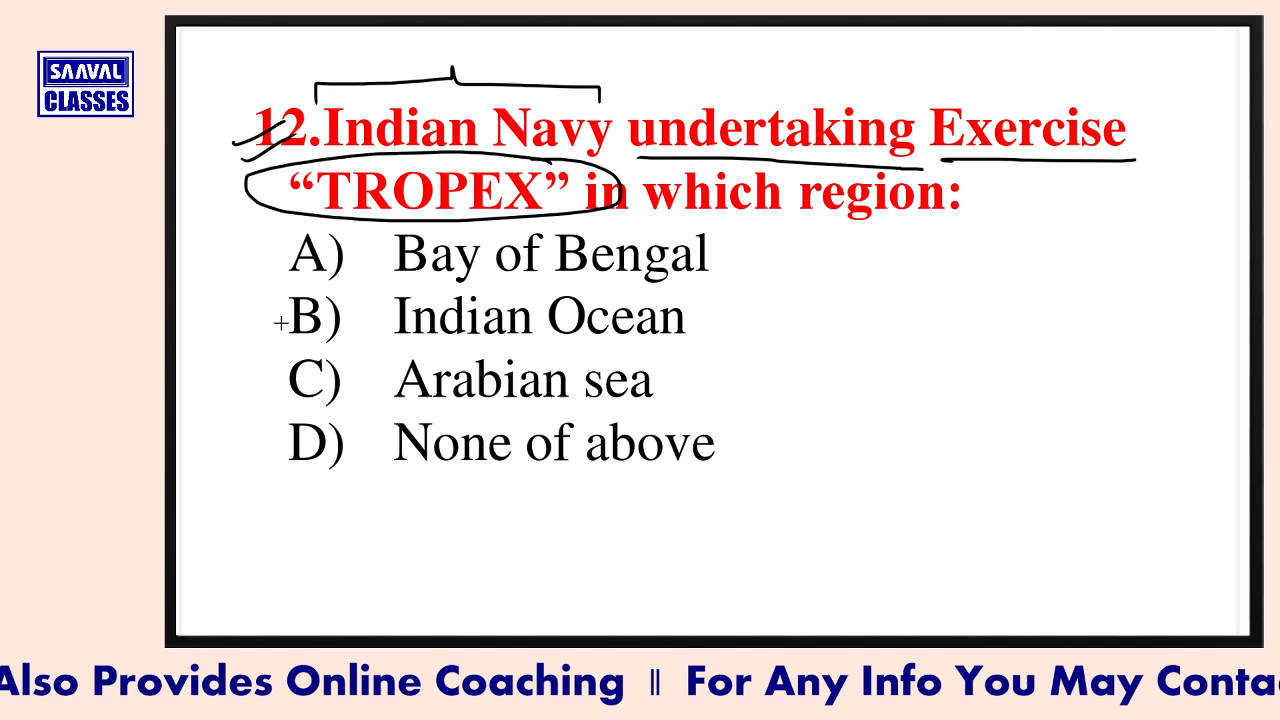 SAAVAL
CLASSES
12.Indian Navy undertaking Exercise
“TROPEX” in which region:
A) Bay of Bengal
B) Indian Ocean
C) Arabian sea
D) None of above
Also Provides Online Coaching || For Any Info You May Conta